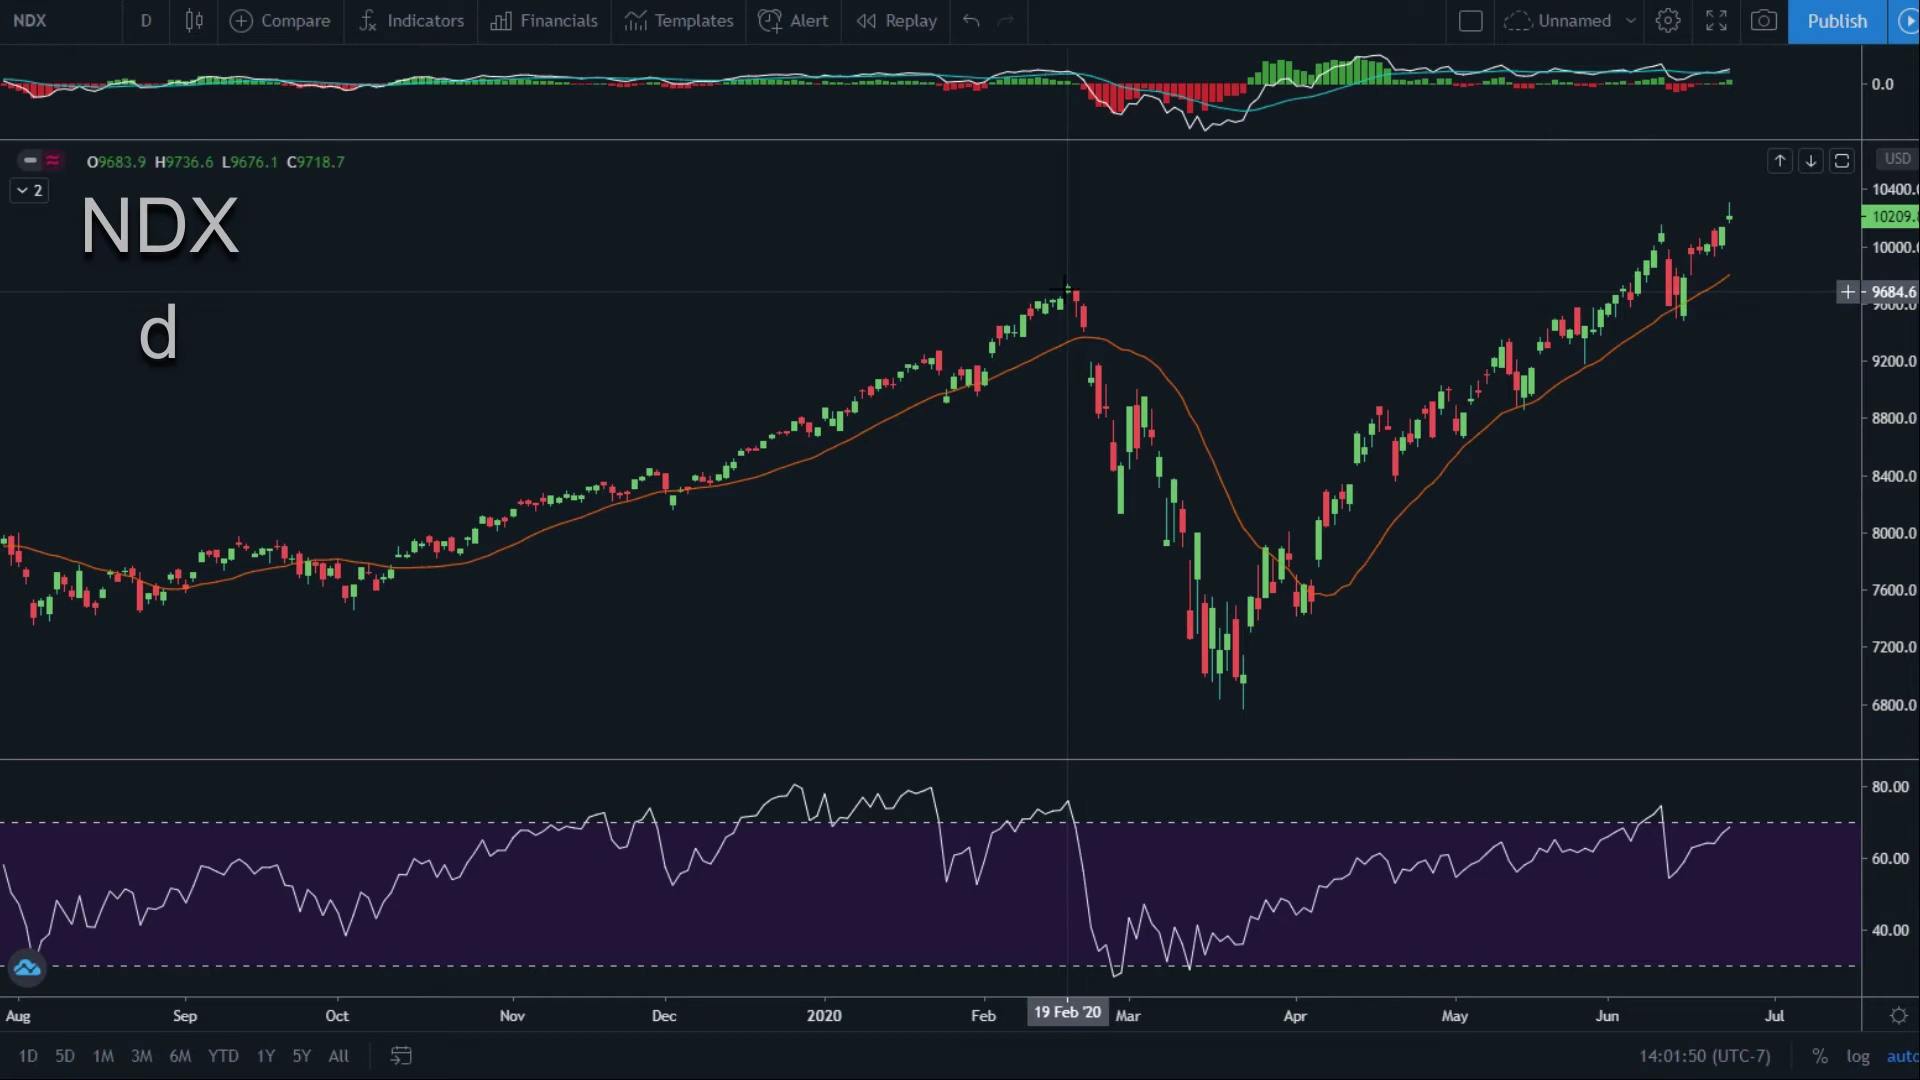 NDX D Compare Indicators Financials Templates Alert Replay Unnamed Publish
0.0
O9683.9 H9736.6 L9676.1 C9718.7 USD
2
NDX
d
10400.0
10209.
10000.0
9684.6
9600.0
9200.0
8800.0
8400.0
8000.0
7600.0
7200.0
6800.0
80.00
60.00
40.00
Aug Sep Oct Nov Dec 2020 Feb 19 Feb '20 Mar Apr May Jun Jul
1D 5D 1M 3M 6M YTD 1Y 5Y All 14:01:50 (UTC-7) % log auto